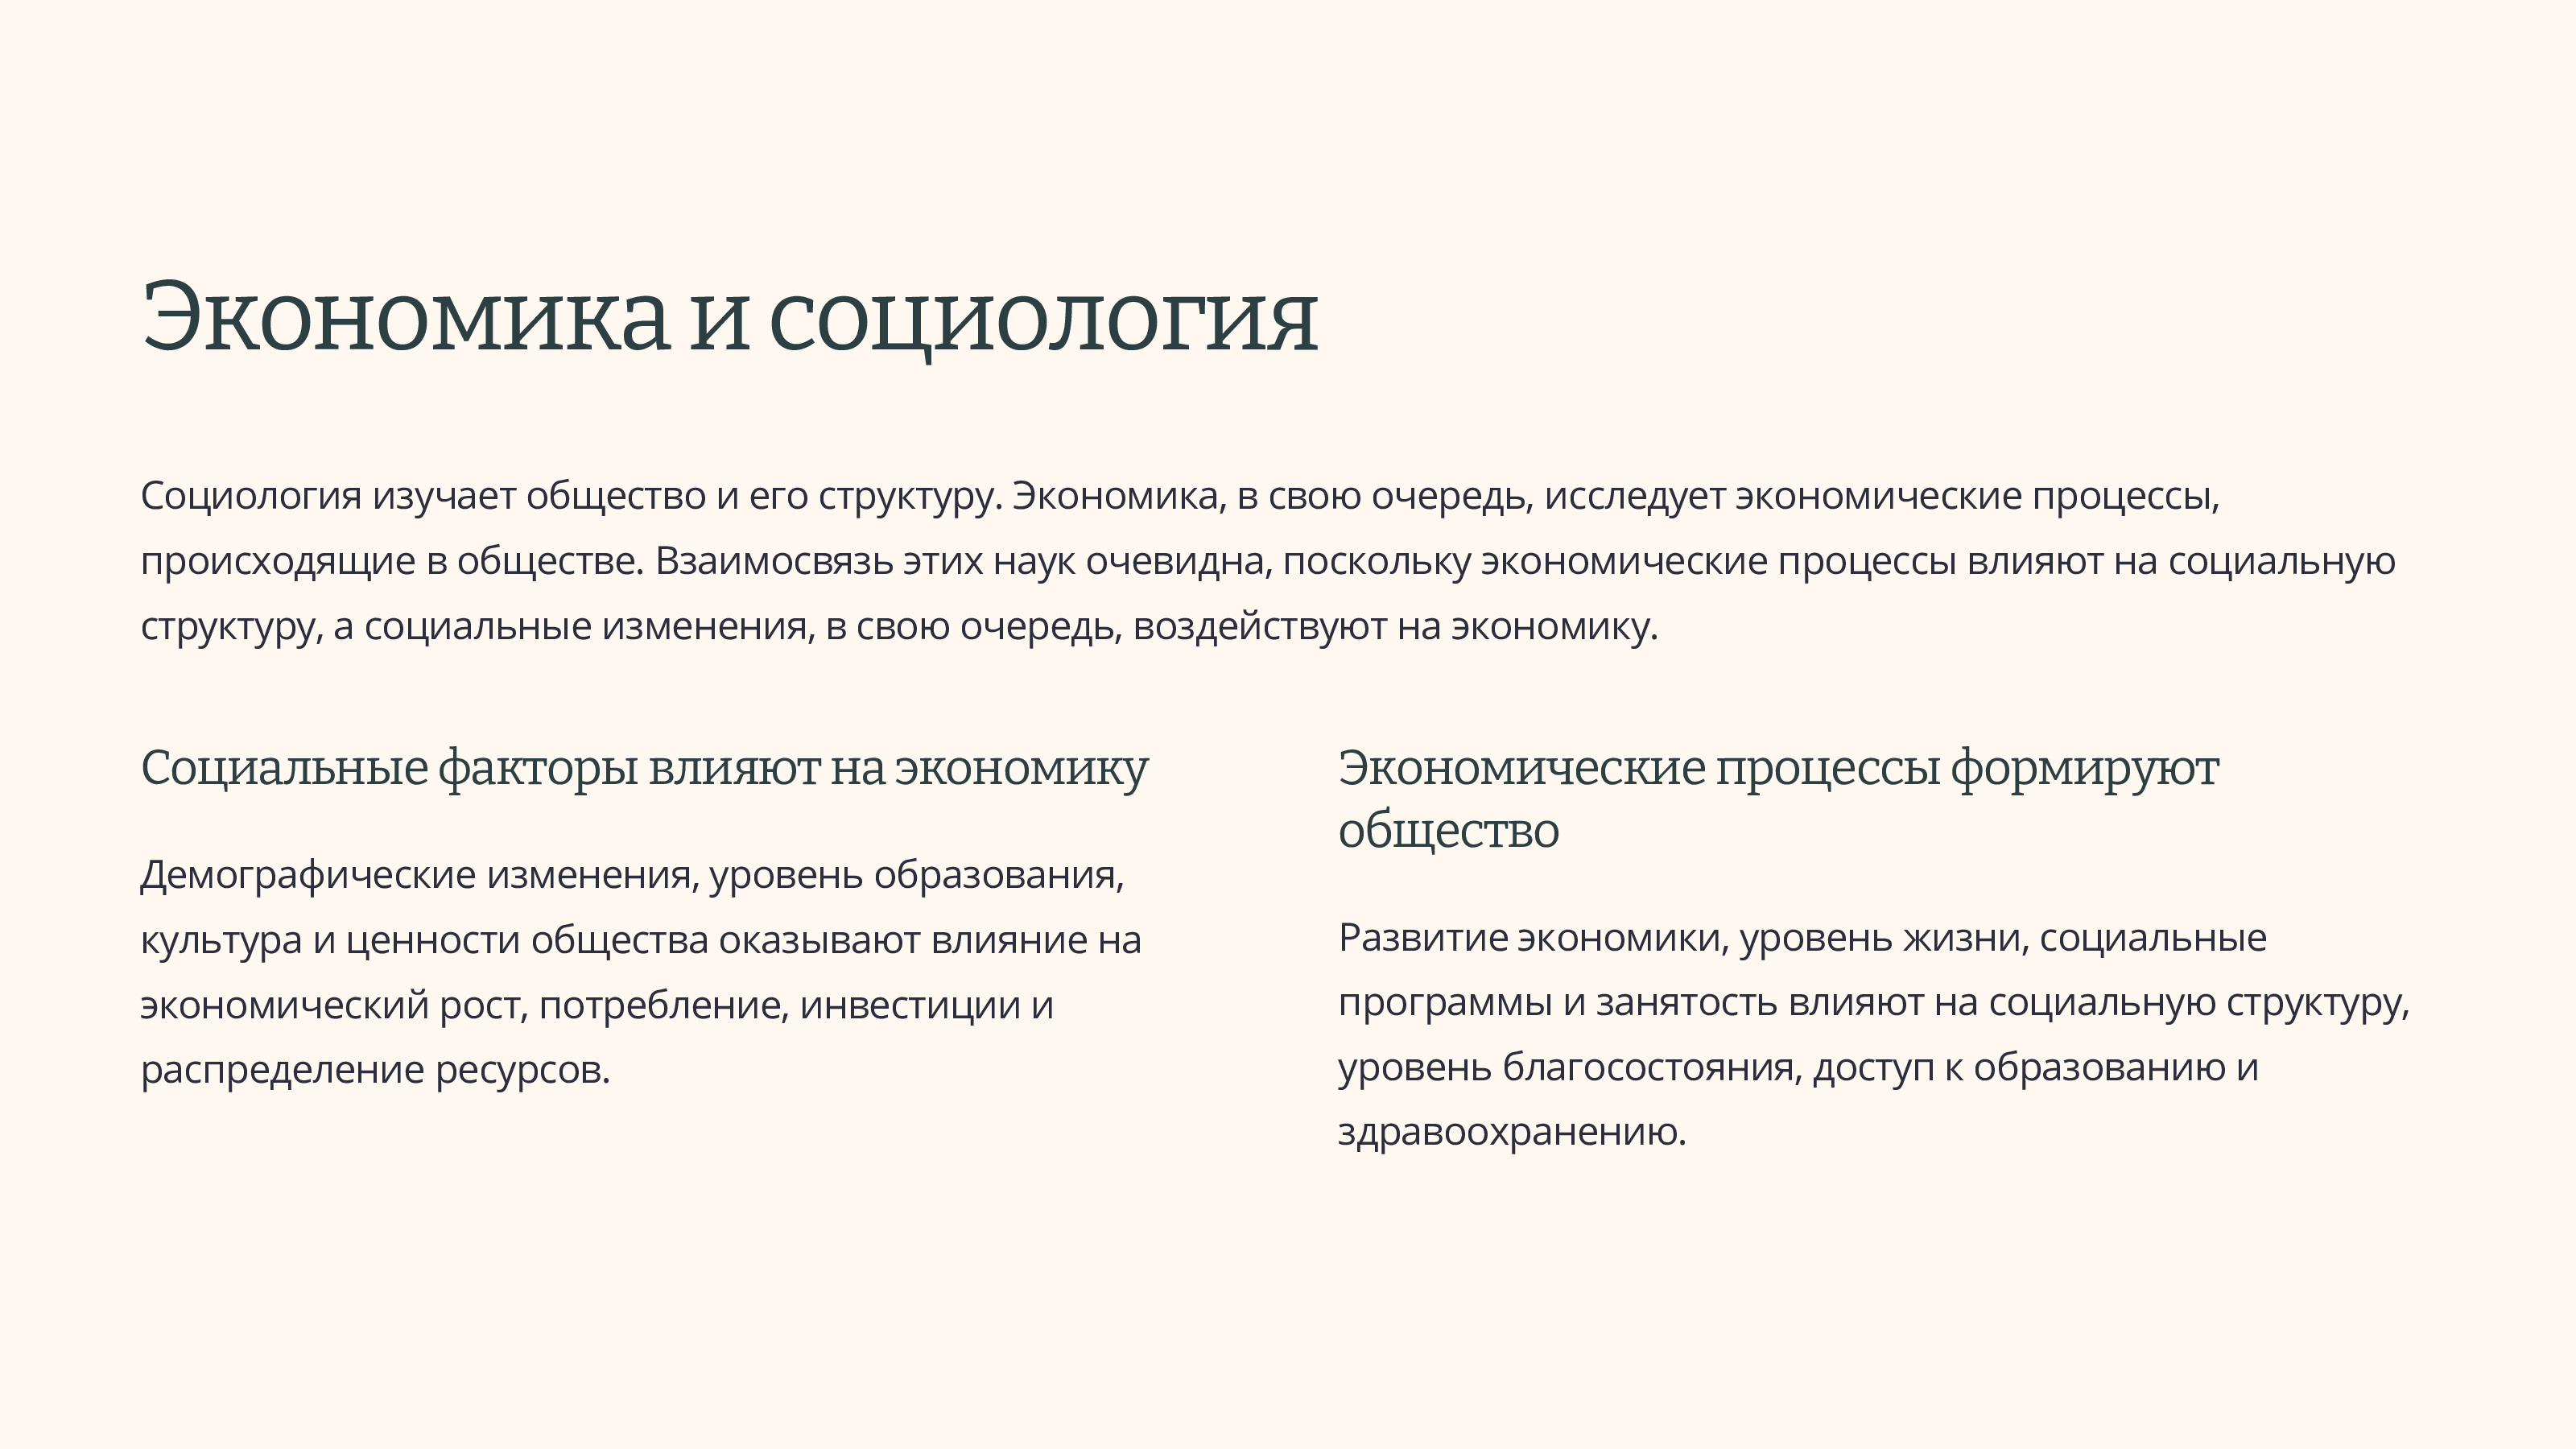 Экономика и социология
Социология изучает общество и его структуру. Экономика, в свою очередь, исследует экономические процессы,
происходящие в обществе. Взаимосвязь этих наук очевидна, поскольку экономические процессы влияют на социальную
структуру, а социальные изменения, в свою очередь, воздействуют на экономику.
Социальные факторы влияют на экономику
Демографические изменения, уровень образования,
культура и ценности общества оказывают влияние на
экономический рост, потребление, инвестиции и
распределение ресурсов.
Экономические процессы формируют
общество
Развитие экономики, уровень жизни, социальные
программы и занятость влияют на социальную структуру,
уровень благосостояния, доступ к образованию и
здравоохранению.